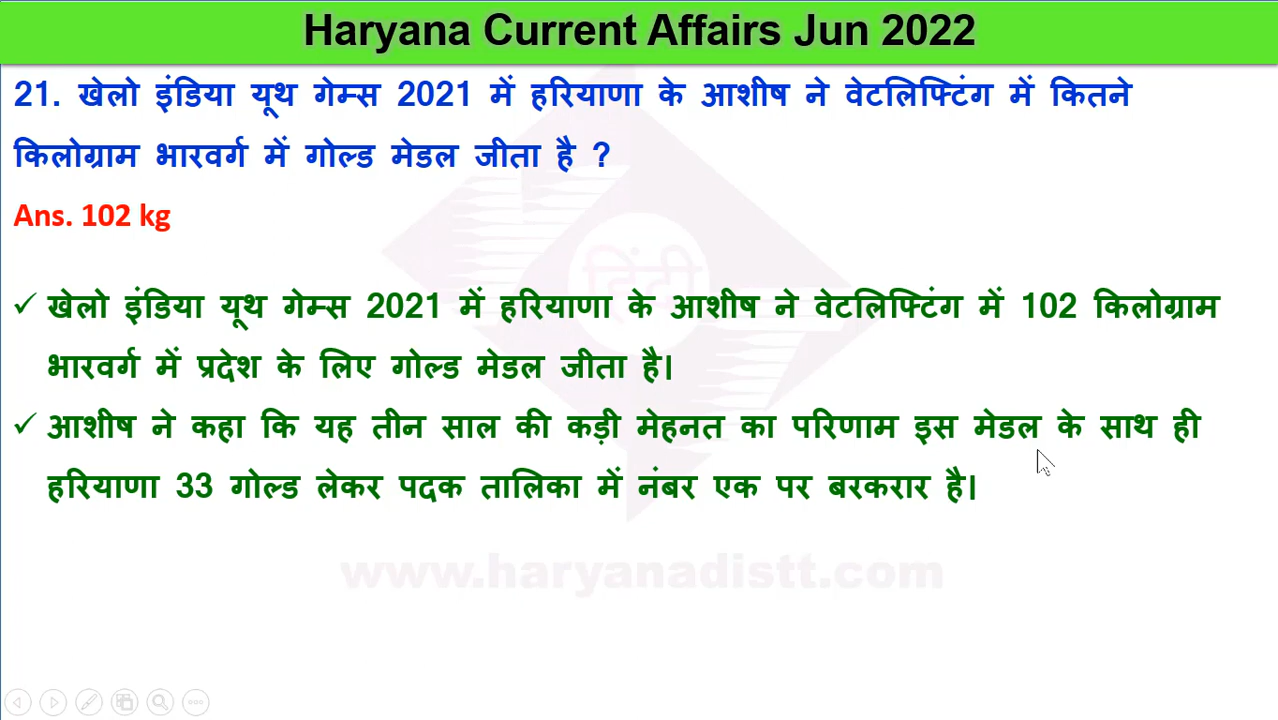 Haryana Current Affairs Jun 2022
21. खेलो इंडिया यूथ गेम्स 2021 में हरियाणा के आशीष ने वेटलिफ्टिंग में कितने
किलोग्राम भारवर्ग में गोल्ड मेडल जीता है ?
Ans. 102 kg
✓ खेलो इंडिया यूथ गेम्स 2021 में हरियाणा के आशीष ने वेटलिफ्टिंग में 102 किलोग्राम
भारवर्ग में प्रदेश के लिए गोल्ड मेडल जीता है।
✓ आशीष ने कहा कि यह तीन साल की कड़ी मेहनत का परिणाम इस मेडल के साथ ही
हरियाणा 33 गोल्ड लेकर पदक तालिका में नंबर एक पर बरकरार है।
हिंदी
www.haryanadistt.com